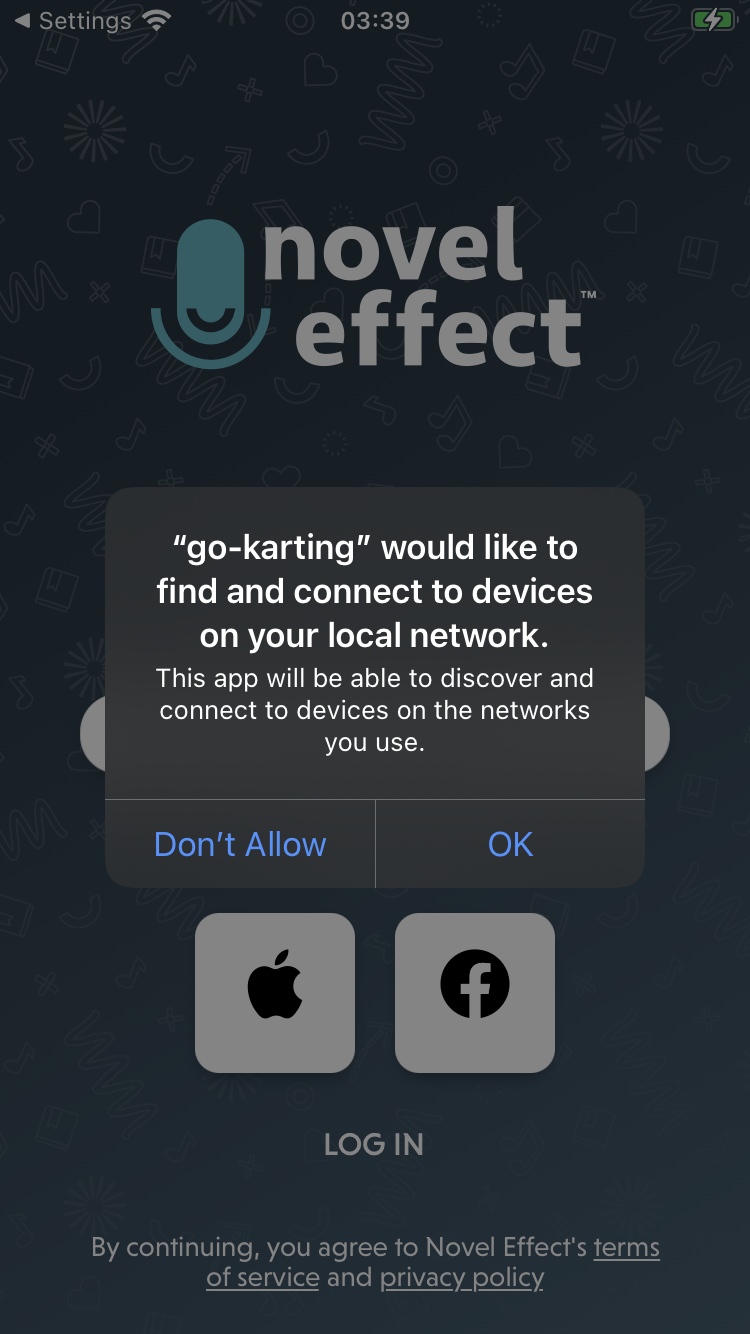 Settings
03:39
novel
effect™
“go-karting” would like to
find and connect to devices
on your local network.
This app will be able to discover and
connect to devices on the networks
you use.
Don’t Allow
OK
LOG IN
By continuing, you agree to Novel Effect's terms
of service and privacy policy